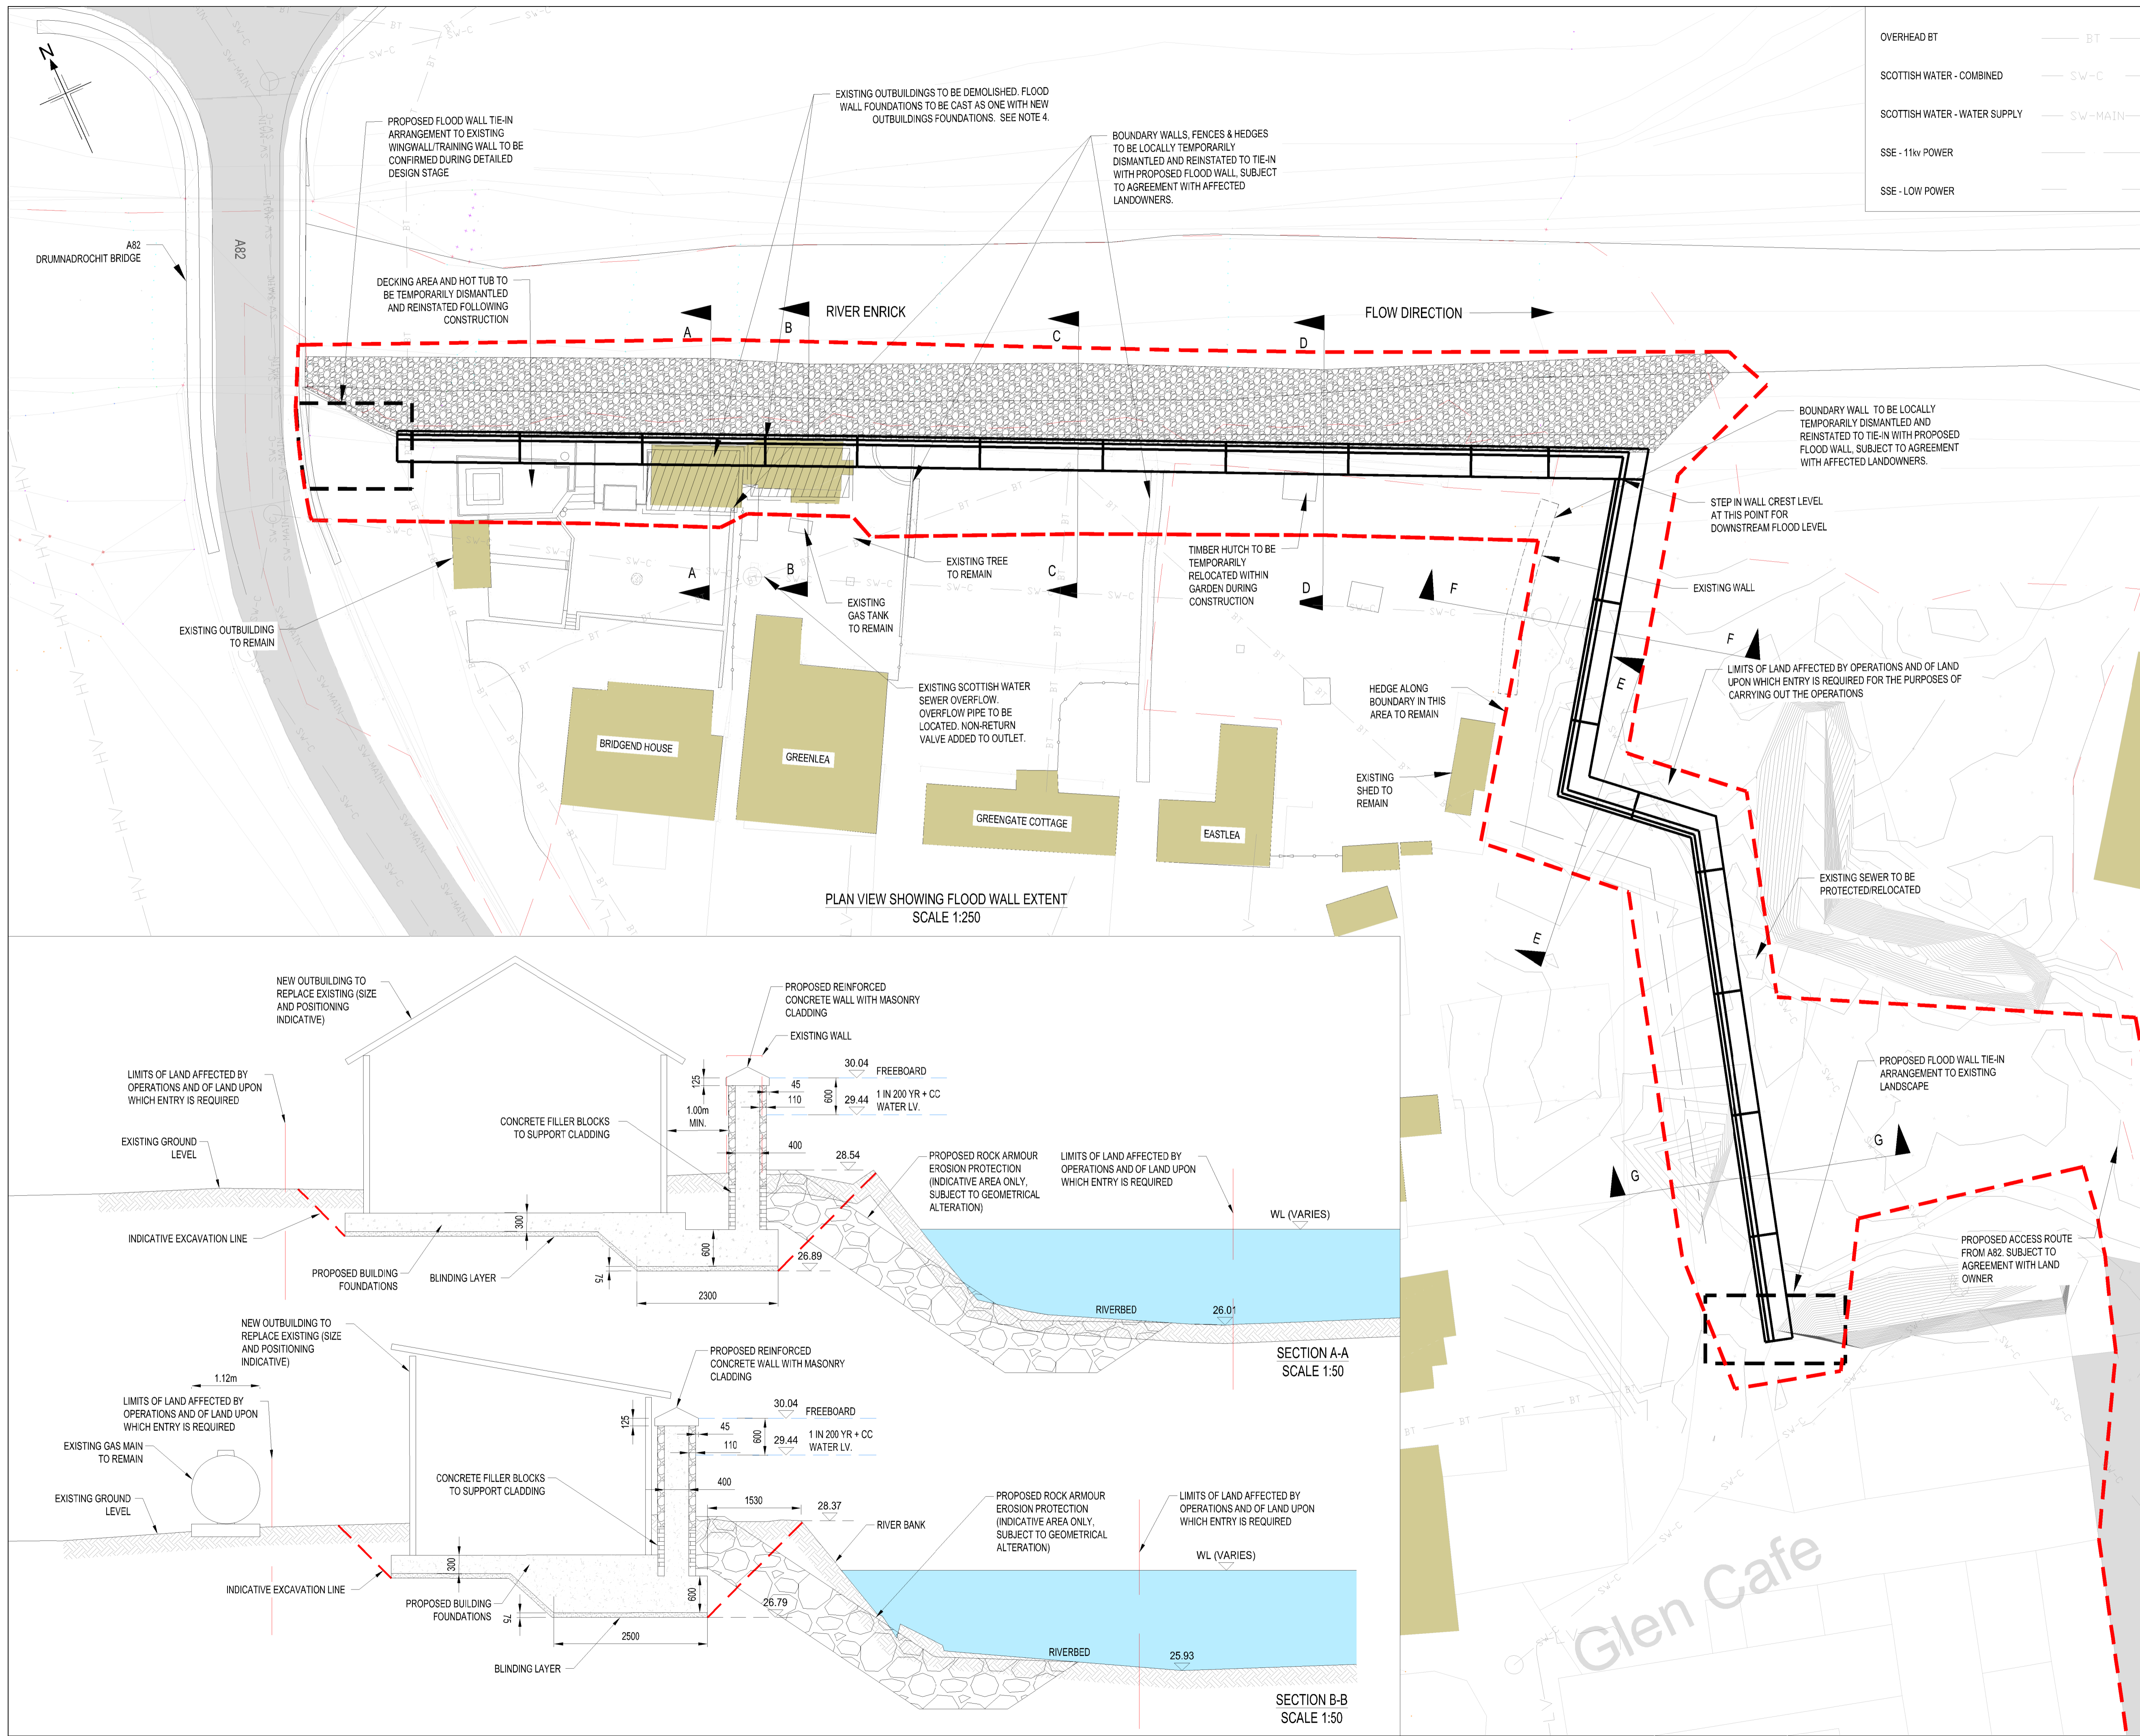 N
OVERHEAD BT
BT
SCOTTISH WATER - COMBINED
SW-C
SCOTTISH WATER - WATER SUPPLY
SW-MAIN
SSE - 11kv POWER
SSE - LOW POWER
PROPOSED FLOOD WALL TIE-IN
ARRANGEMENT TO EXISTING
WINGWALL/TRAINING WALL TO BE
CONFIRMED DURING DETAILED
DESIGN STAGE
EXISTING OUTBUILDINGS TO BE DEMOLISHED. FLOOD
WALL FOUNDATIONS TO BE CAST AS ONE WITH NEW
OUTBUILDINGS FOUNDATIONS. SEE NOTE 4.
BOUNDARY WALLS, FENCES & HEDGES
TO BE LOCALLY TEMPORARILY
DISMANTLED AND REINSTATED TO TIE-IN
WITH PROPOSED FLOOD WALL, SUBJECT
TO AGREEMENT WITH AFFECTED
LANDOWNERS.
A82
DRUMNADROCHIT BRIDGE
A82
DECKING AREA AND HOT TUB TO
BE TEMPORARILY DISMANTLED
AND REINSTATED FOLLOWING
CONSTRUCTION
A
B
RIVER ENRICK
C
D
FLOW DIRECTION
BOUNDARY WALL TO BE LOCALLY
TEMPORARILY DISMANTLED AND
REINSTATED TO TIE-IN WITH PROPOSED
FLOOD WALL, SUBJECT TO AGREEMENT
WITH AFFECTED LANDOWNERS.
STEP IN WALL CREST LEVEL
AT THIS POINT FOR
DOWNSTREAM FLOOD LEVEL
EXISTING WALL
EXISTING TREE
TO REMAIN
TIMBER HUTCH TO BE
TEMPORARILY
RELOCATED WITHIN
GARDEN DURING
CONSTRUCTION
A
B
C
D
F
F
E
EXISTING
GAS TANK
TO REMAIN
EXISTING OUTBUILDING
TO REMAIN
LIMITS OF LAND AFFECTED BY OPERATIONS AND OF LAND
UPON WHICH ENTRY IS REQUIRED FOR THE PURPOSES OF
CARRYING OUT THE OPERATIONS
EXISTING SCOTTISH WATER
SEWER OVERFLOW.
OVERFLOW PIPE TO BE
LOCATED. NON-RETURN
VALVE ADDED TO OUTLET.
HEDGE ALONG
BOUNDARY IN THIS
AREA TO REMAIN
BRIDGEND HOUSE
GREENLEA
GREENGATE COTTAGE
EASTLEA
EXISTING
SHED TO
REMAIN
EXISTING SEWER TO BE
PROTECTED/RELOCATED
PLAN VIEW SHOWING FLOOD WALL EXTENT
SCALE 1:250
E
PROPOSED FLOOD WALL TIE-IN
ARRANGEMENT TO EXISTING
LANDSCAPE
G
G
PROPOSED ACCESS ROUTE
FROM A82. SUBJECT TO
AGREEMENT WITH LAND
OWNER
Glen Cafe
NEW OUTBUILDING TO
REPLACE EXISTING (SIZE
AND POSITIONING
INDICATIVE)
PROPOSED REINFORCED
CONCRETE WALL WITH MASONRY
CLADDING
EXISTING WALL
LIMITS OF LAND AFFECTED BY
OPERATIONS AND OF LAND UPON
WHICH ENTRY IS REQUIRED
30.04
FREEBOARD
125
45
600
110
29.44
1 IN 200 YR + CC
WATER LV.
1.00m
MIN.
CONCRETE FILLER BLOCKS
TO SUPPORT CLADDING
400
EXISTING GROUND
LEVEL
28.54
PROPOSED ROCK ARMOUR
EROSION PROTECTION
(INDICATIVE AREA ONLY,
SUBJECT TO GEOMETRICAL
ALTERATION)
LIMITS OF LAND AFFECTED BY
OPERATIONS AND OF LAND UPON
WHICH ENTRY IS REQUIRED
WL (VARIES)
300
INDICATIVE EXCAVATION LINE
600
26.89
PROPOSED BUILDING
FOUNDATIONS
BLINDING LAYER
75
2300
RIVERBED
26.01
SECTION A-A
SCALE 1:50
NEW OUTBUILDING TO
REPLACE EXISTING (SIZE
AND POSITIONING
INDICATIVE)
PROPOSED REINFORCED
CONCRETE WALL WITH MASONRY
CLADDING
1.12m
LIMITS OF LAND AFFECTED BY
OPERATIONS AND OF LAND UPON
WHICH ENTRY IS REQUIRED
30.04
FREEBOARD
125
45
600
110
29.44
1 IN 200 YR + CC
WATER LV.
EXISTING GAS MAIN
TO REMAIN
CONCRETE FILLER BLOCKS
TO SUPPORT CLADDING
400
EXISTING GROUND
LEVEL
1530
28.37
RIVER BANK
PROPOSED ROCK ARMOUR
EROSION PROTECTION
(INDICATIVE AREA ONLY,
SUBJECT TO GEOMETRICAL
ALTERATION)
LIMITS OF LAND AFFECTED BY
OPERATIONS AND OF LAND UPON
WHICH ENTRY IS REQUIRED
WL (VARIES)
300
INDICATIVE EXCAVATION LINE
600
26.79
PROPOSED BUILDING
FOUNDATIONS
75
2500
BLINDING LAYER
RIVERBED
25.93
SECTION B-B
SCALE 1:50